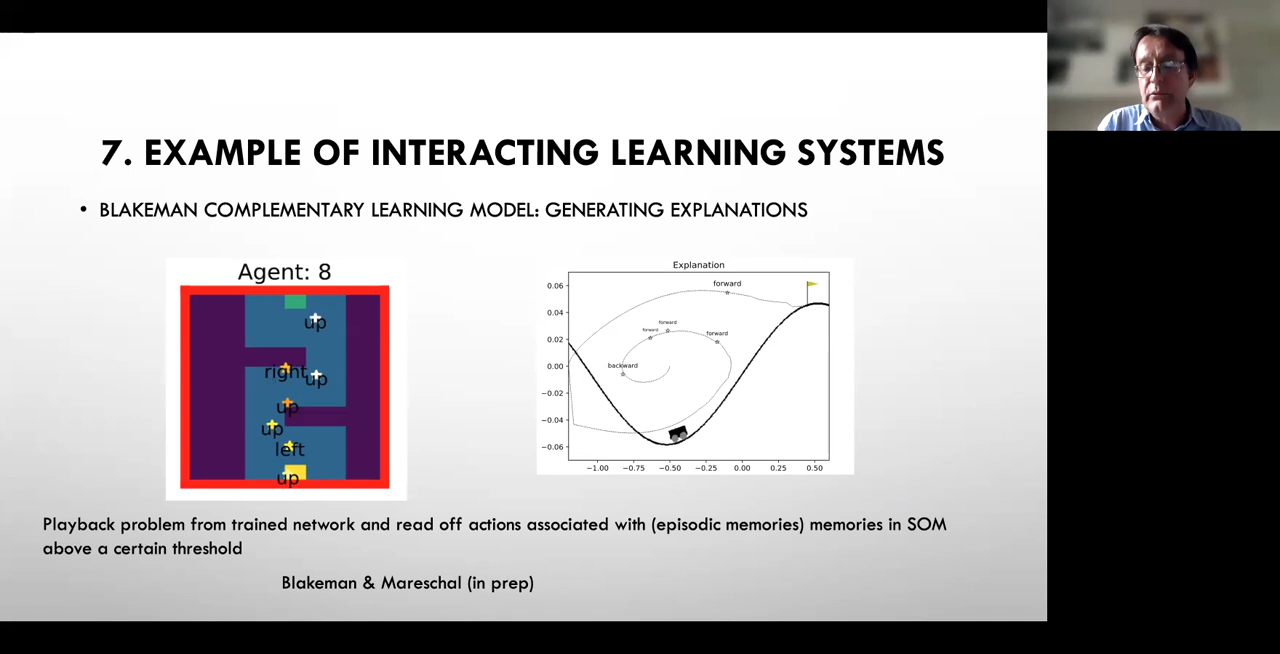 7. EXAMPLE OF INTERACTING LEARNING SYSTEMS
• BLAKEMAN COMPLEMENTARY LEARNING MODEL: GENERATING EXPLANATIONS
Agent: 8
up
right
up
up
up
left
up
Explanation
0.06
0.04
0.02
0.00
−0.02
−0.04
−0.06
forward
forward
forward
forward
backward
−1.00 −0.75 −0.50 −0.25 0.00 0.25 0.50
Playback problem from trained network and read off actions associated with (episodic memories) memories in SOM
above a certain threshold
Blakeman & Mareschal (in prep)